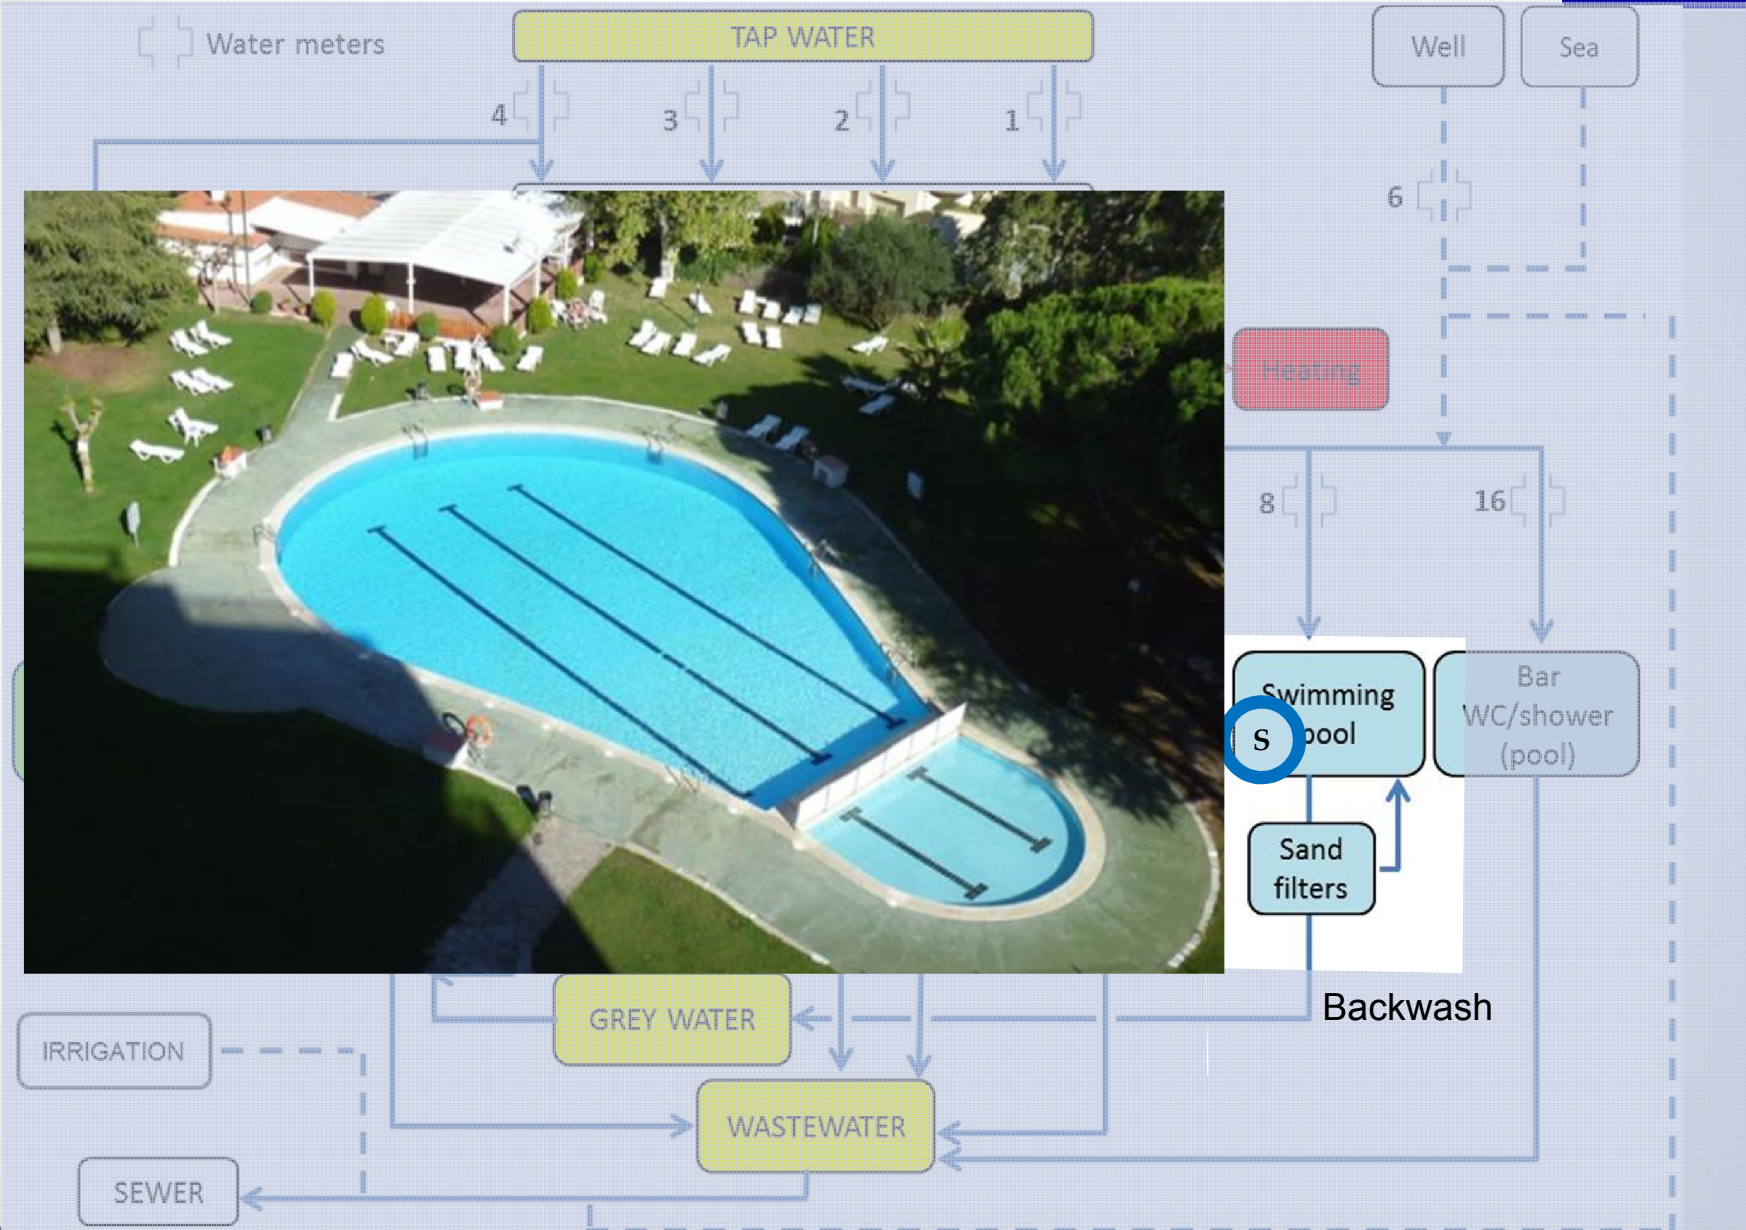 Water meters
TAP WATER
Well
Sea
4
3
2
1
6
Heating
8
16
Swimming
pool
S
Bar
WC/shower
(pool)
Sand
filters
Backwash
GREY WATER
IRRIGATION
WASTEWATER
SEWER